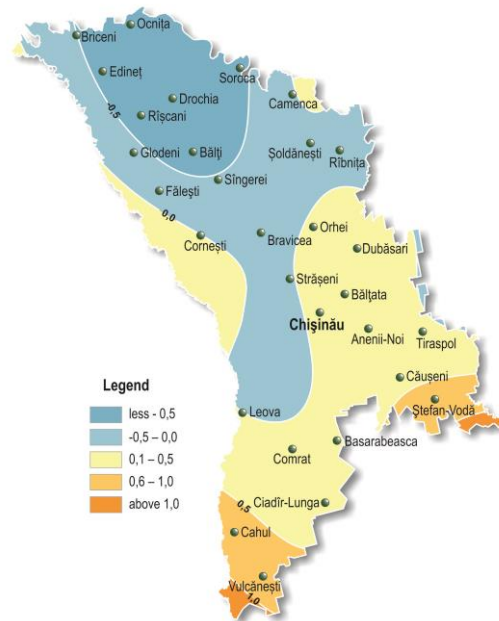 Ocnița
Briceni
Edineț
Soroca
Camenca
Drochia
-0,5
Rîșcani
Șoldănești
Glodeni
Bălți
Rîbnița
Sîngerei
Fălești
0,0
Orhei
Cornești
Bravicea
Dubăsari
Strășeni
Bălțata
Chişinău
Anenii-Noi
Tiraspol
Căușeni
Legend
less - 0,5
-0,5 – 0,0
0,1 – 0,5
0,6 – 1,0
above 1,0
Ștefan-Vodă
Leova
Basarabeasca
Comrat
Ciadîr-Lunga
0,5
Cahul
Vulcănești
1,0